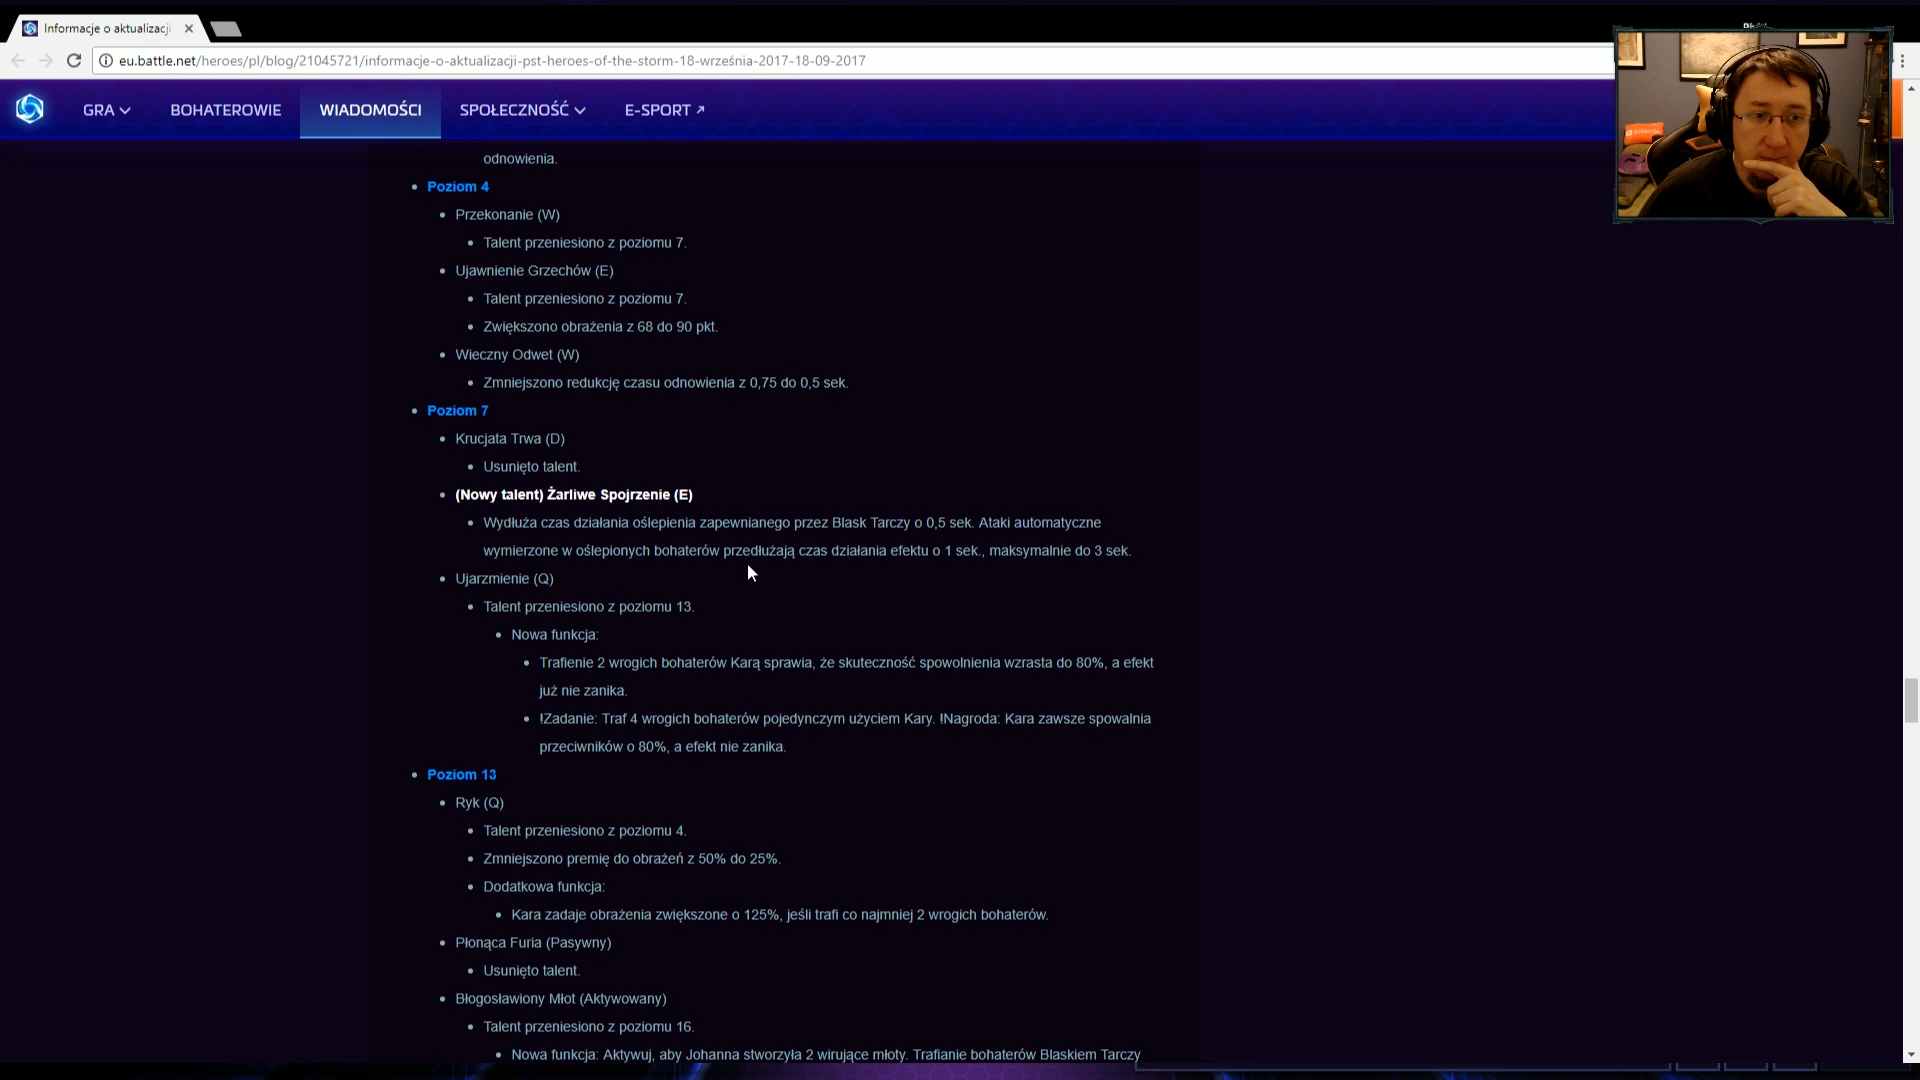 Informacje o aktualizacji
eu.battle.net/heroes/pl/blog/21045721/informacje-o-aktualizacji-pst-heroes-of-the-storm-18-września-2017-18-09-2017
GRA
BOHATEROWIE
WIADOMOŚCI
SPOŁECZNOŚĆ
E-SPORT
odnowienia.
Poziom 4
Przekonanie (W)
Talent przeniesiono z poziomu 7.
Ujawnienie Grzechów (E)
Talent przeniesiono z poziomu 7.
Zwiększono obrażenia z 68 do 90 pkt.
Wieczny Odwet (W)
Zmniejszono redukcję czasu odnowienia z 0,75 do 0,5 sek.
Poziom 7
Krucjata Trwa (D)
Usunięto talent.
(Nowy talent) Żarliwe Spojrzenie (E)
Wydłuża czas działania oślepienia zapewnianego przez Blask Tarczy o 0,5 sek. Ataki automatyczne
wymierzone w oślepionych bohaterów przedłużają czas działania efektu o 1 sek., maksymalnie do 3 sek.
Ujarzmienie (Q)
Talent przeniesiono z poziomu 13.
Nowa funkcja:
Trafienie 2 wrogich bohaterów Karą sprawia, że skuteczność spowolnienia wzrasta do 80%, a efekt
już nie zanika.
!Zadanie: Traf 4 wrogich bohaterów pojedynczym użyciem Kary. !Nagroda: Kara zawsze spowalnia
przeciwników o 80%, a efekt nie zanika.
Poziom 13
Ryk (Q)
Talent przeniesiono z poziomu 4.
Zmniejszono premię do obrażeń z 50% do 25%.
Dodatkowa funkcja:
Kara zadaje obrażenia zwiększone o 125%, jeśli trafi co najmniej 2 wrogich bohaterów.
Płonąca Furia (Pasywny)
Usunięto talent.
Błogosławiony Młot (Aktywowany)
Talent przeniesiono z poziomu 16.
Nowa funkcja: Aktywuj, aby Johanna stworzyła 2 wirujące młoty. Trafianie bohaterów Blaskiem Tarczy